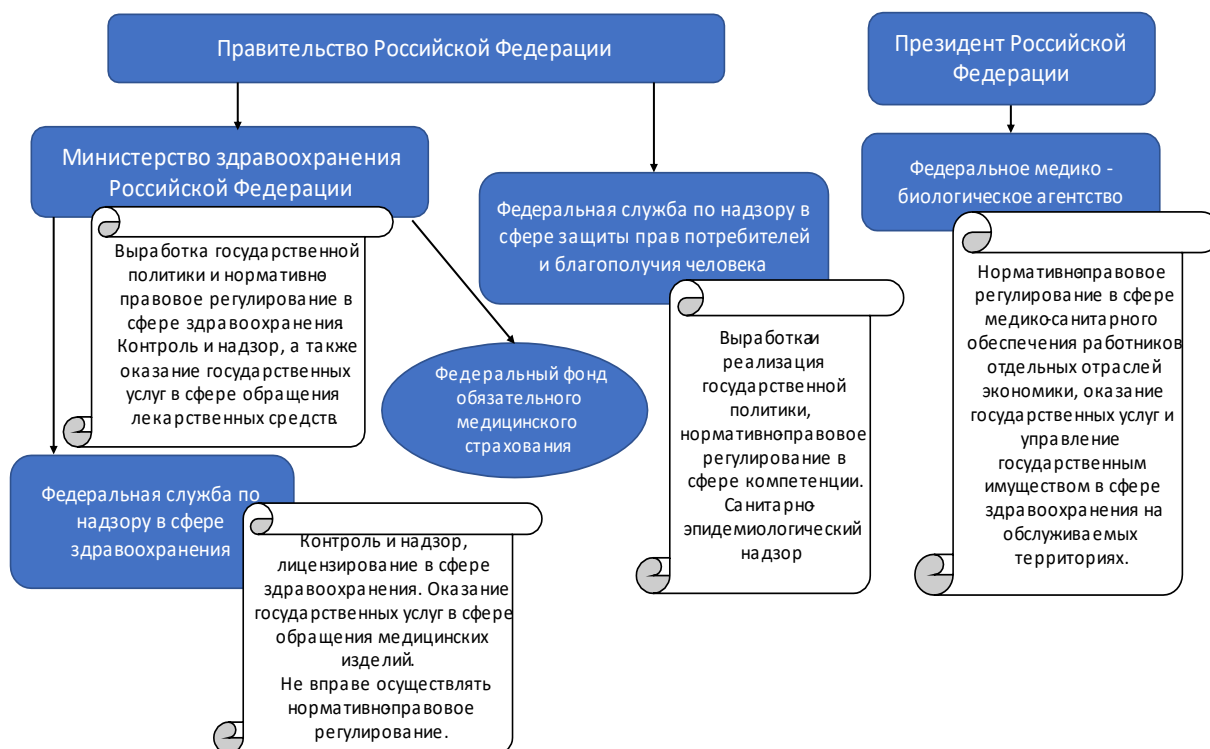 Правительство Российской Федерации
Президент Российской
Федерации
Министерство здравоохранения
Российской Федерации
Федеральное медико -
биологическое агентство
Федеральная служба по надзору в
сфере защиты прав потребителей
и благополучия человека
Выработка государственной
политики и нормативно
правовое регулирование в
сфере здравоохранения
Контроль и надзор, а также
оказание государственных
услуг в сфере обращения
лекарственных средств.
Федеральный фонд
обязательного
медицинского
страхования
Выработка и
реализация
государственной
политики,
нормативно-правовое
регулирование в
сфере компетенции.
Санитарно-
эпидемиологический
надзор
Нормативно-правовое
регулирование в сфере
медико-санитарного
обеспечения работников
отдельных отраслей
экономики, оказание
государственных услуг и
управление
государственным
имуществом в сфере
здравоохранения на
обслуживаемых
территориях.
Федеральная служба по
надзору в сфере
здравоохранения
Контроль и надзор,
лицензирование в сфере
здравоохранения. Оказание
государственных услуг в сфере
обращения медицинских
изделий.
Не вправе осуществлять
нормативно-правовое
регулирование.